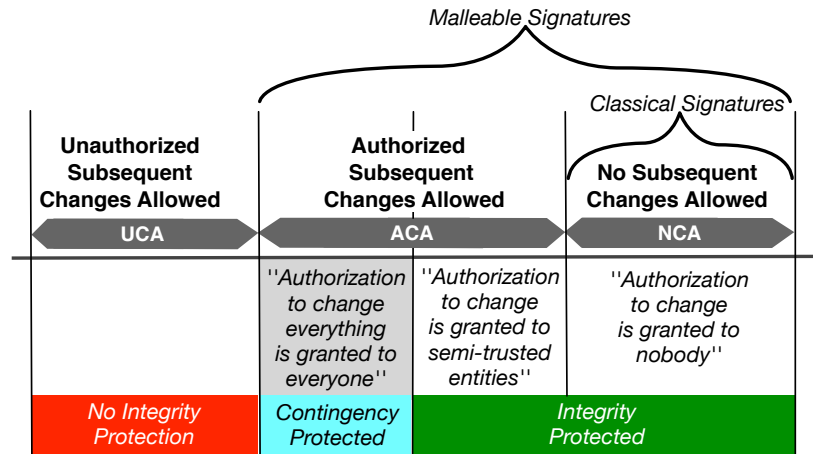 Malleable Signatures
Classical Signatures
Unauthorized
Subsequent
Changes Allowed
Authorized
Subsequent
Changes Allowed
No Subsequent
Changes Allowed
UCA
ACA
NCA
''Authorization
to change
everything
is granted to
everyone''
''Authorization
to change
is granted to
semi-trusted
entities''
''Authorization
to change
is granted to
nobody''
No Integrity
Protection
Contingency
Protected
Integrity
Protected